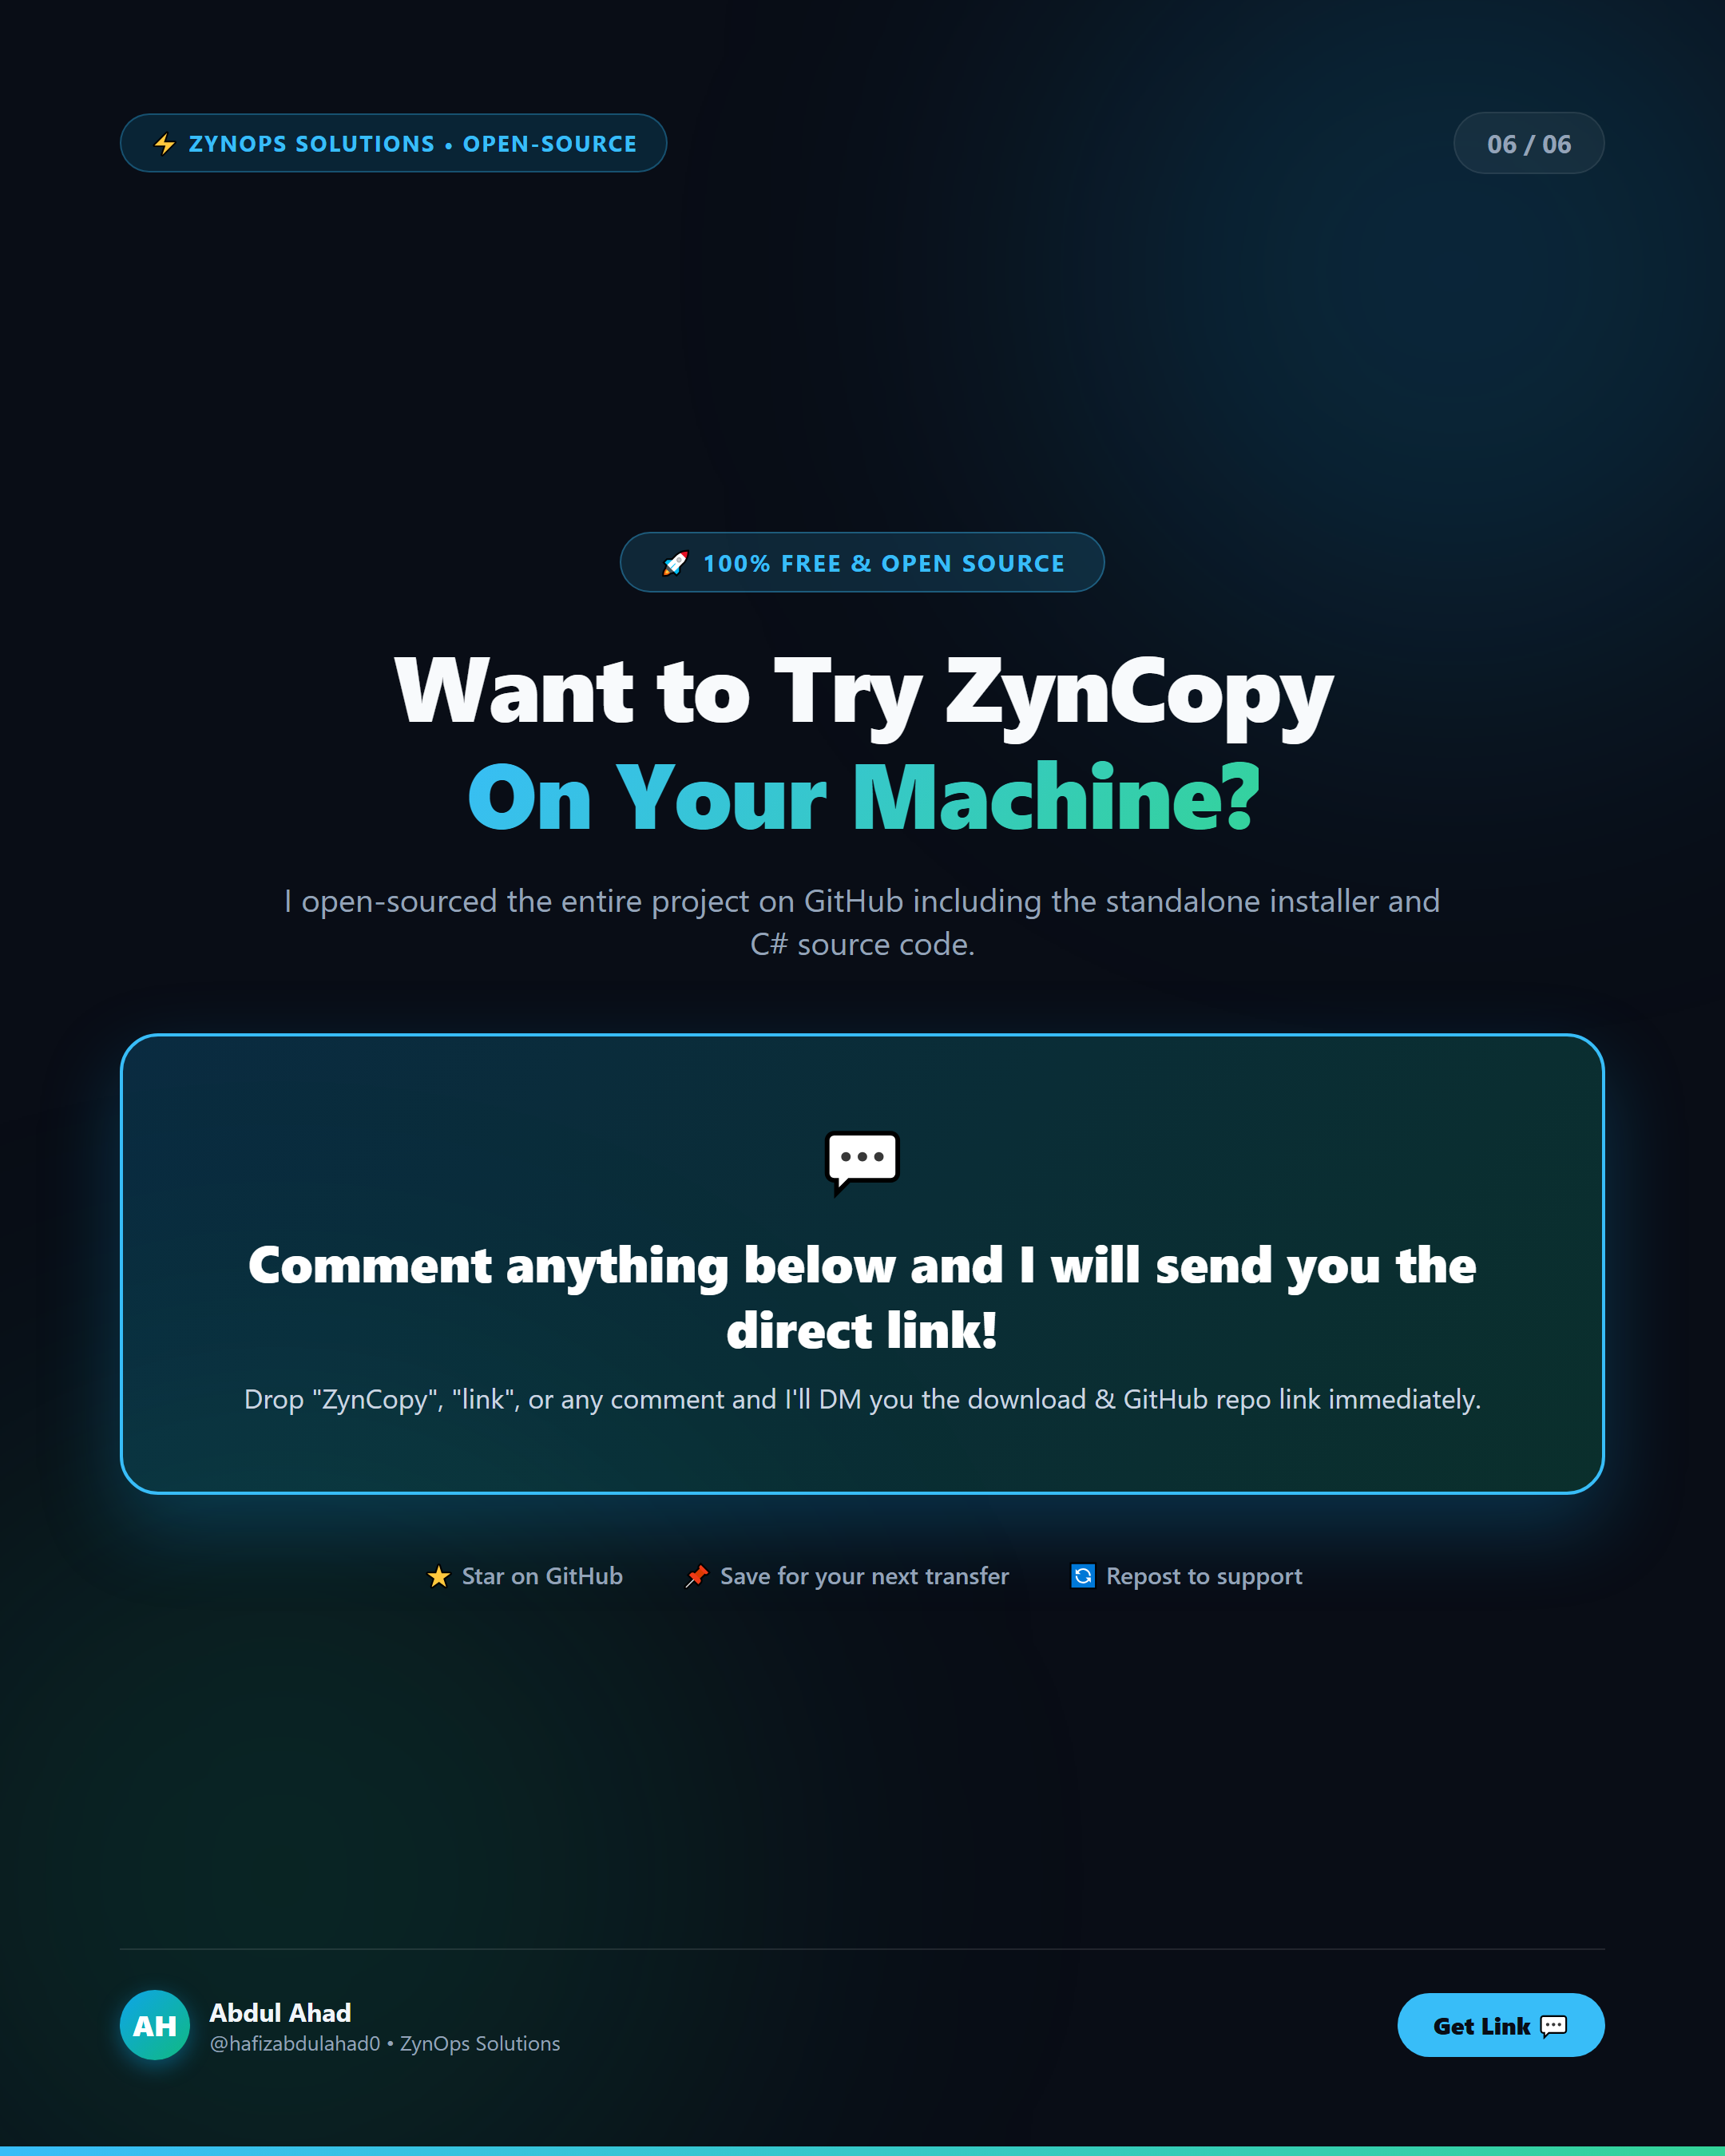 ⚡ ZYNOPS SOLUTIONS • OPEN-SOURCE
06 / 06
🚀 100% FREE & OPEN SOURCE
Want to Try ZynCopy
On Your Machine?
I open-sourced the entire project on GitHub including the standalone installer and
C# source code.
💬
Comment anything below and I will send you the
direct link!
Drop "ZynCopy", "link", or any comment and I'll DM you the download & GitHub repo link immediately.
⭐ Star on GitHub 📌 Save for your next transfer 🔄 Repost to support
AH
Abdul Ahad
@hafizabdulahad0 • ZynOps Solutions
Get Link 💬